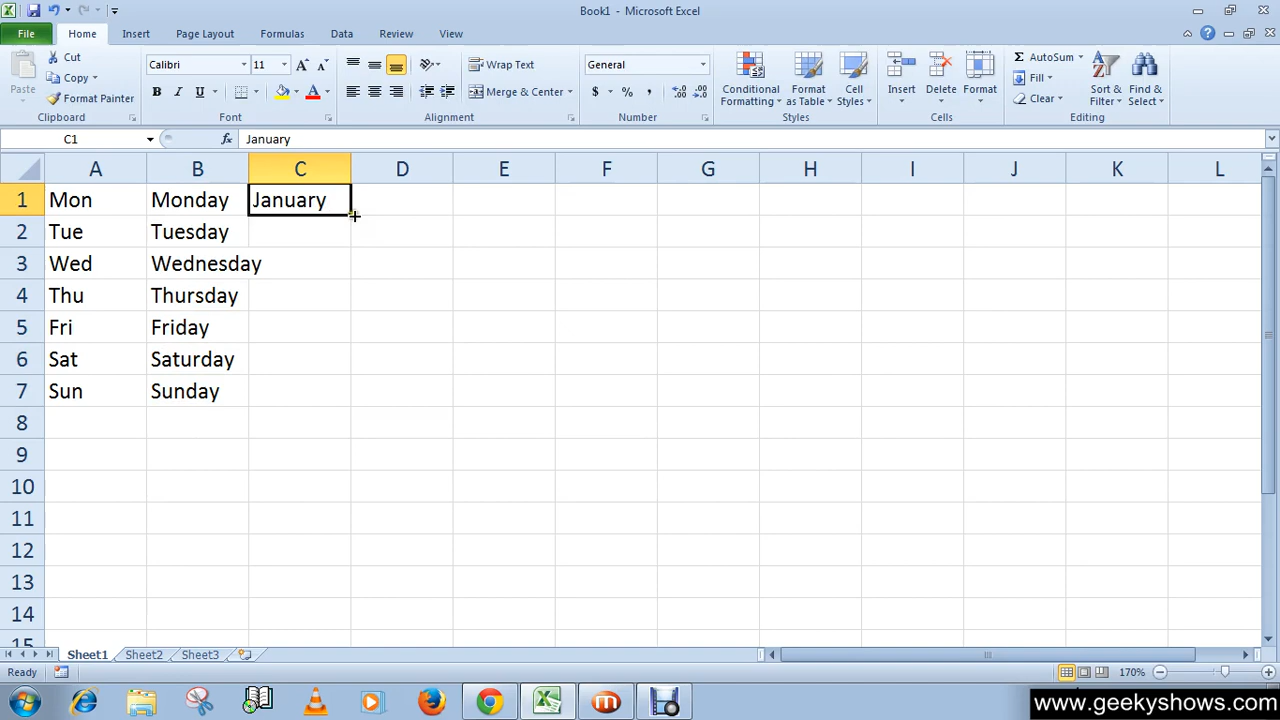 Book1 - Microsoft Excel
File Home Insert Page Layout Formulas Data Review View
Paste
Cut
Copy
Format Painter
Clipboard
Calibri 11
B I U
Font
Wrap Text
Merge & Center
Alignment
General
$ % ,
Number
Conditional Formatting
Format as Table
Cell Styles
Styles
Insert
Delete
Format
Cells
Σ AutoSum
Fill
Clear
Sort & Filter
Find & Select
Editing
C1 fx January
A B C D E F G H I J K L
1 Mon Monday January
2 Tue Tuesday
3 Wed Wednesday
4 Thu Thursday
5 Fri Friday
6 Sat Saturday
7 Sun Sunday
8
9
10
11
12
13
14
15
Sheet1 Sheet2 Sheet3
Ready 170%
www.geekyshows.com